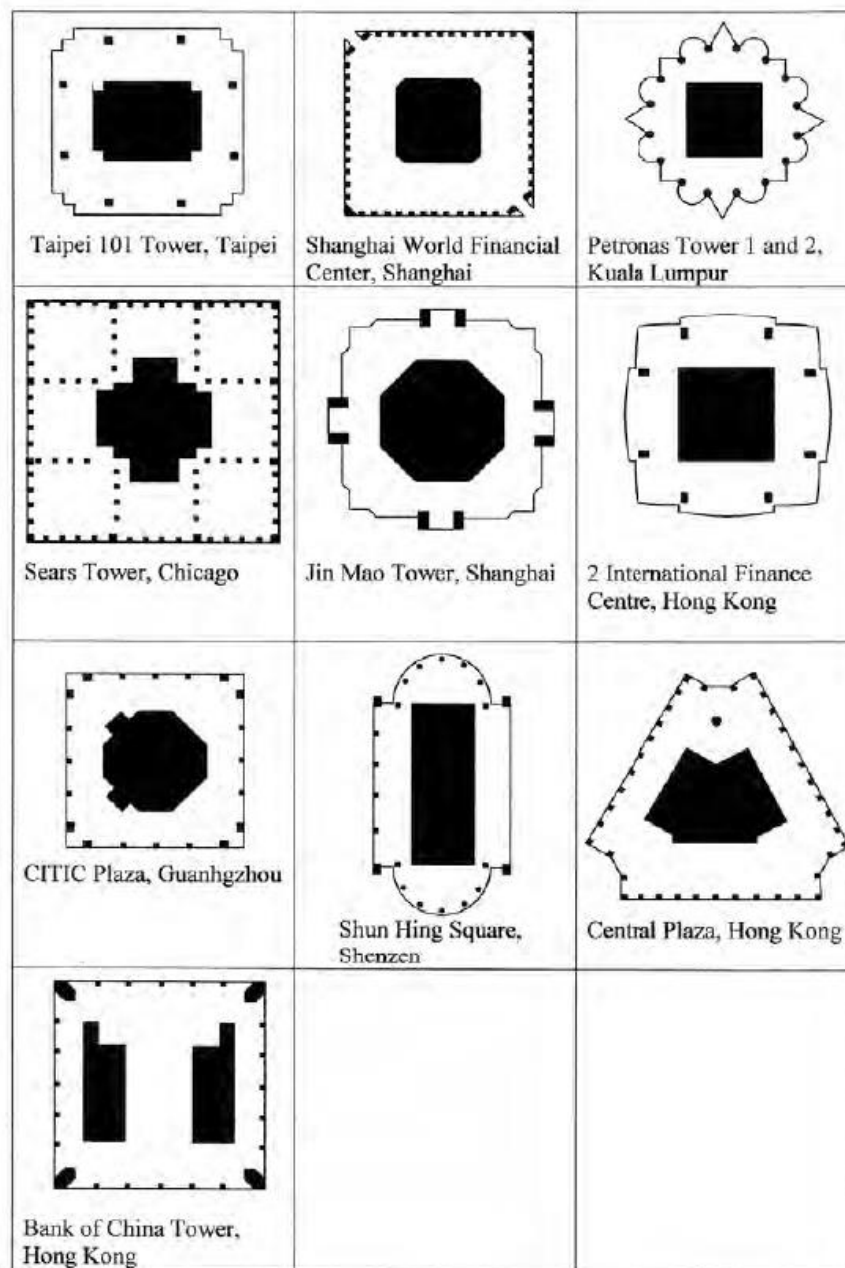 Taipei 101 Tower, Taipei
Shanghai World Financial
Center, Shanghai
Petronas Tower 1 and 2,
Kuala Lumpur
Sears Tower, Chicago
Jin Mao Tower, Shanghai
2 International Finance
Centre, Hong Kong
CITIC Plaza, Guanhgzhou
Shun Hing Square,
Shenzen
Central Plaza, Hong Kong
Bank of China Tower,
Hong Kong